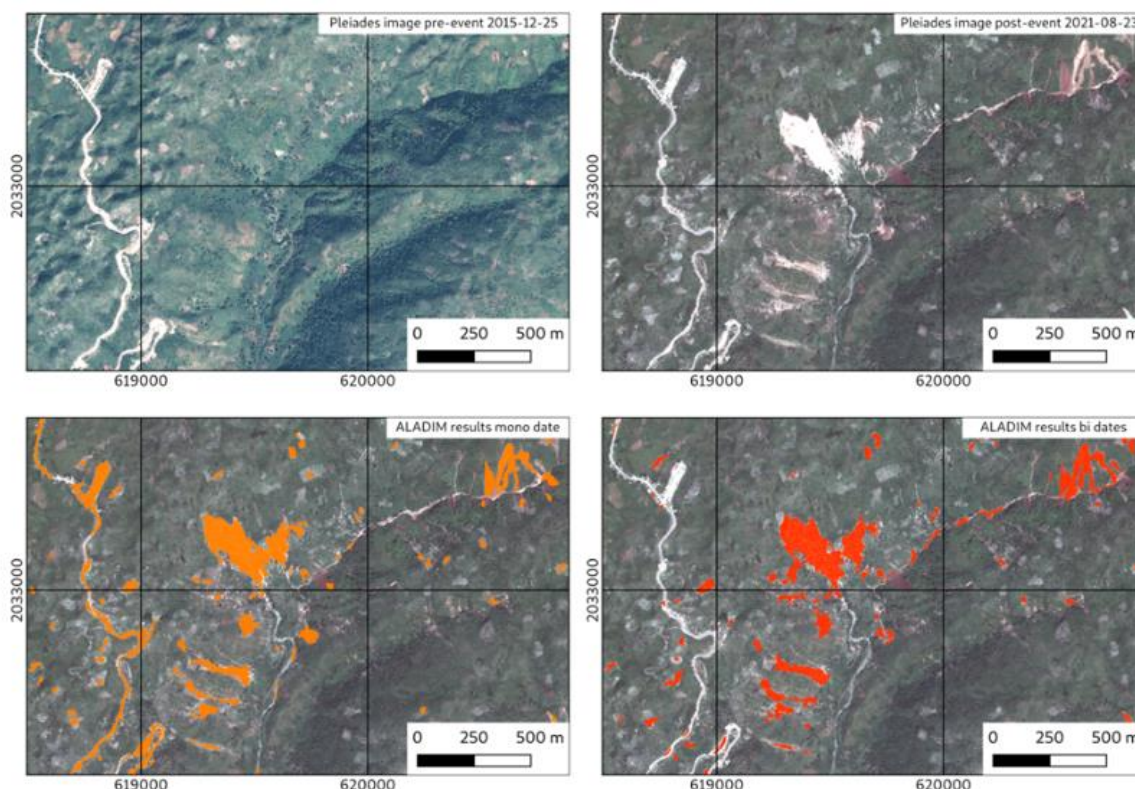 Pleiades image pre-event 2015-12-25
2033000
0 250 500 m
619000 620000
Pleiades image post-event 2021-08-23
2033000
0 250 500 m
619000 620000
ALADIM results mono date
2033000
0 250 500 m
619000 620000
ALADIM results bi dates
2033000
0 250 500 m
619000 620000